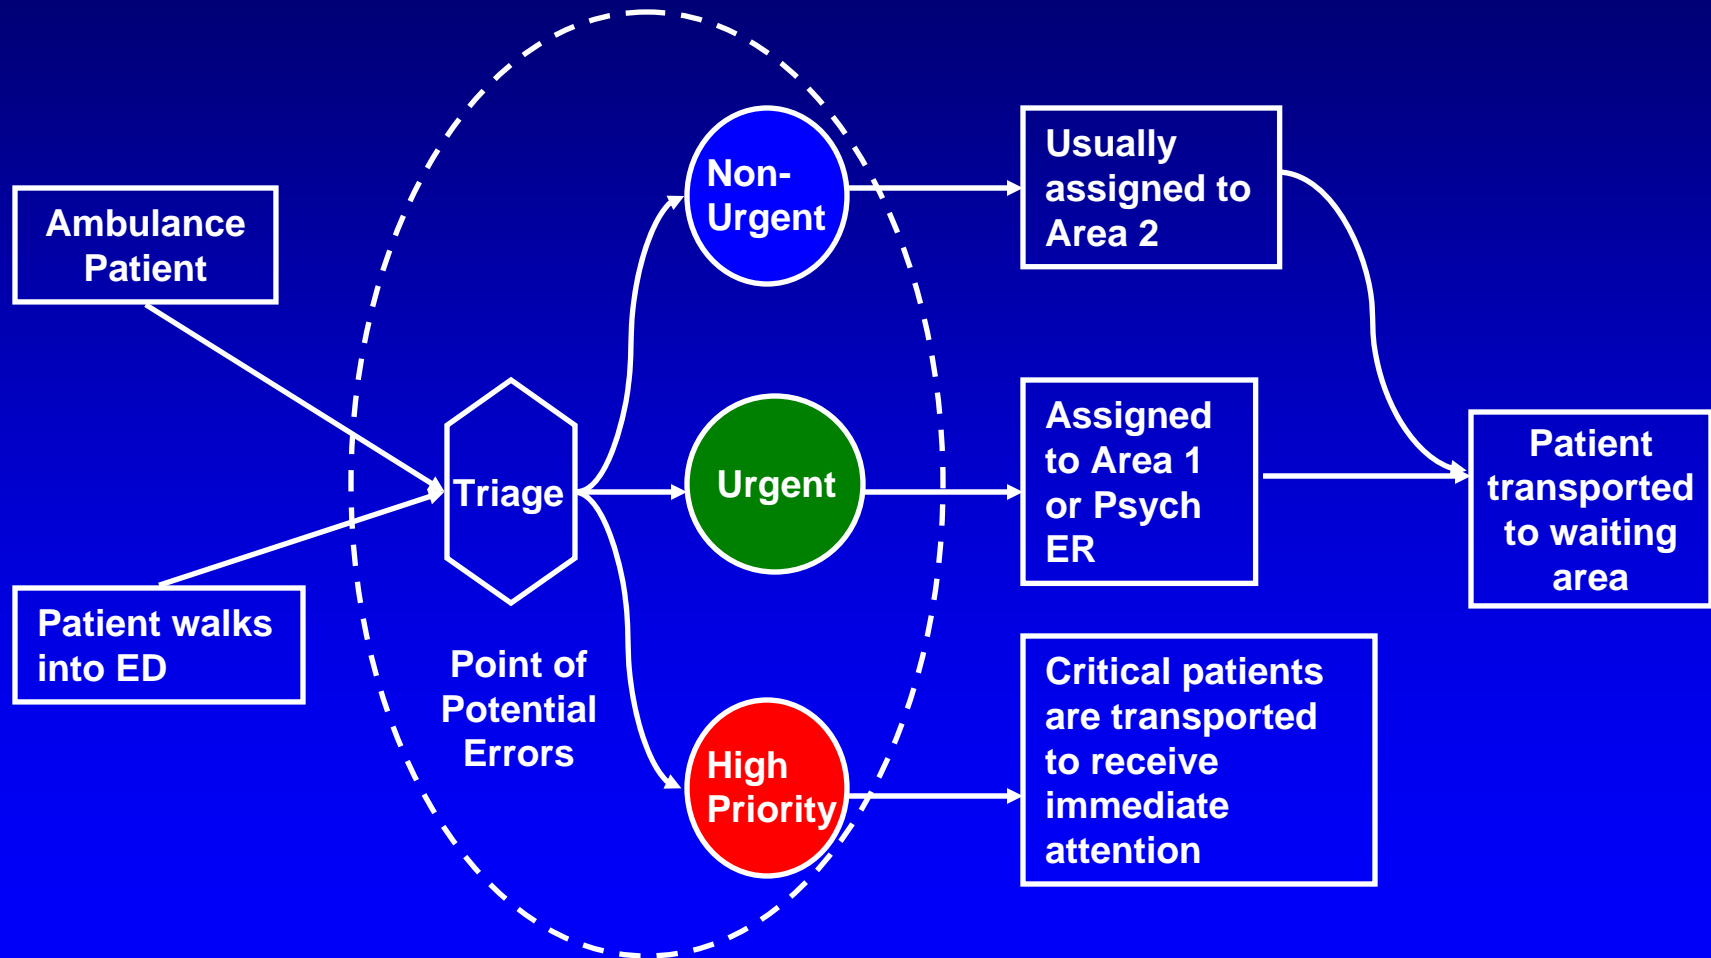 Ambulance
Patient
Patient walks
into ED
Triage
Point of
Potential
Errors
Non-
Urgent
Urgent
High
Priority
Usually
assigned to
Area 2
Assigned
to Area 1
or Psych
ER
Critical patients
are transported
to receive
immediate
attention
Patient
transported
to waiting
area